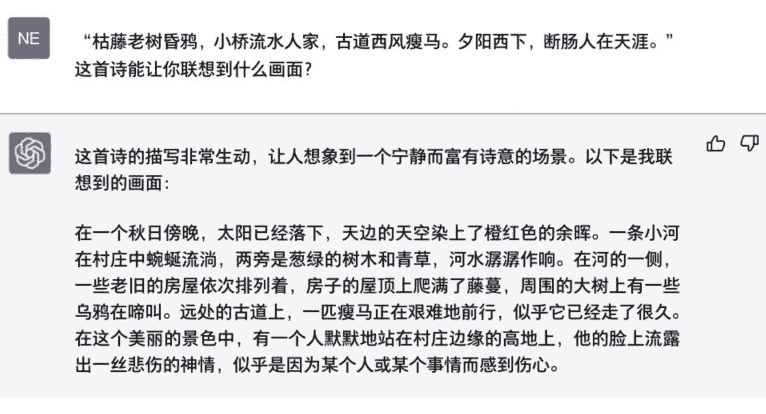 NE
“枯藤老树昏鸦，小桥流水人家，古道西风瘦马。夕阳西下，断肠人在天涯。”
这首诗能让你联想到什么画面？
这首诗的描写非常生动，让人想象到一个宁静而富有诗意的场景。以下是我联
想到的画面：
在一个秋日傍晚，太阳已经落下，天边的天空染上了橙红色的余晖。一条小河
在村庄中蜿蜒流淌，两旁是葱绿的树木和青草，河水潺潺作响。在河的一侧，
一些老旧的房屋依次排列着，房子的屋顶上爬满了藤蔓，周围的大树上有一些
乌鸦在啼叫。远处的古道上，一匹瘦马正在艰难地前行，似乎它已经走了很久。
在这个美丽的景色中，有一个人默默地站在村庄边缘的高地上，他的脸上流露
出一丝悲伤的神情，似乎是因为某个人或某个事情而感到伤心。